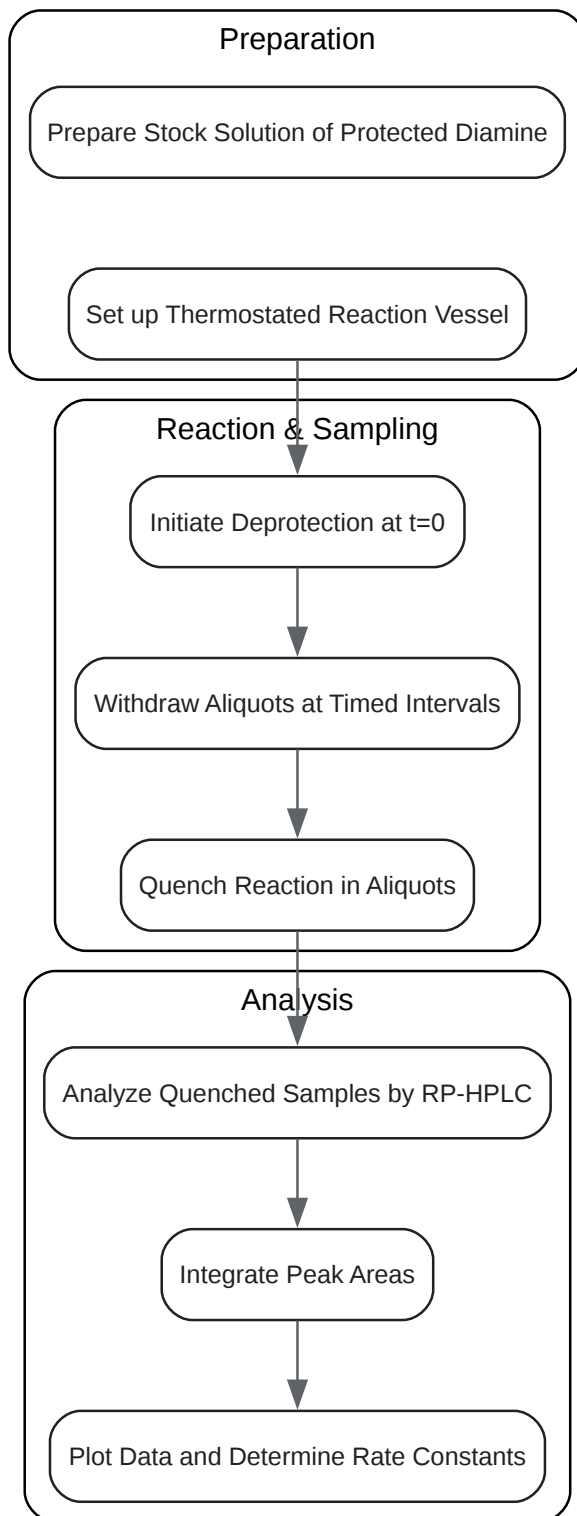 Preparation
Prepare Stock Solution of Protected Diamine
Set up Thermostated Reaction Vessel
Reaction & Sampling
Initiate Deprotection at t=0
Withdraw Aliquots at Timed Intervals
Quench Reaction in Aliquots
Analysis
Analyze Quenched Samples by RP-HPLC
Integrate Peak Areas
Plot Data and Determine Rate Constants